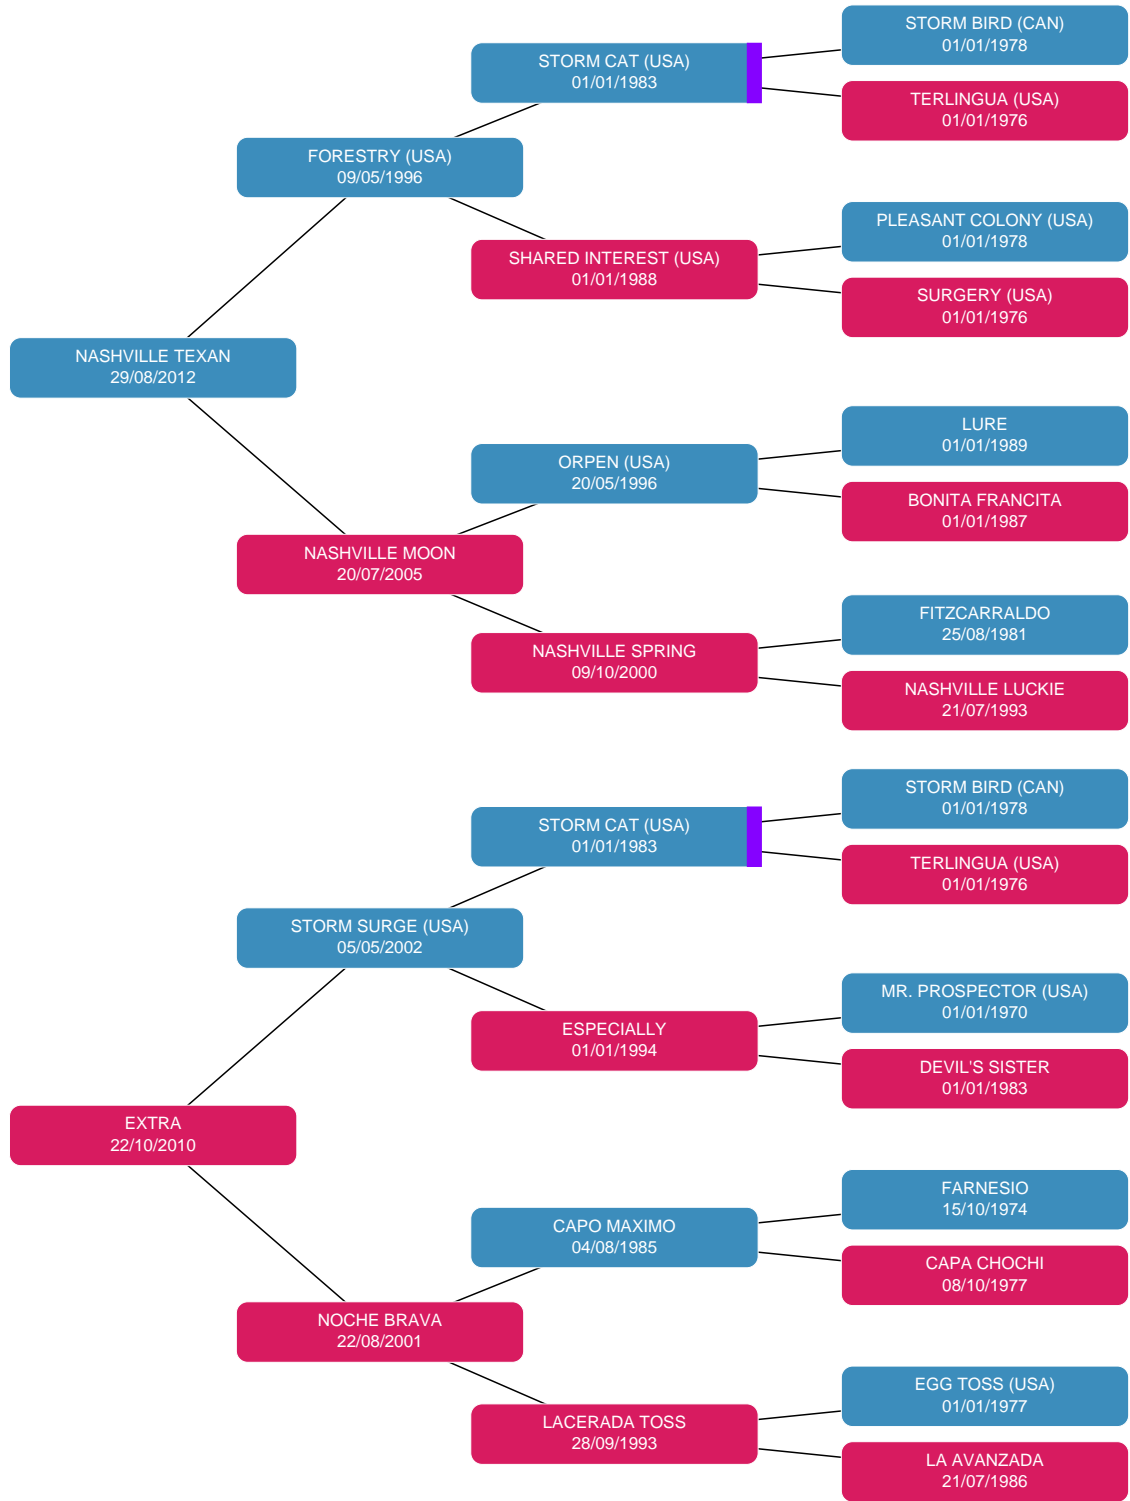 STORM BIRD (CAN)
01/01/1978
STORM CAT (USA)
01/01/1983
TERLINGUA (USA)
01/01/1976
FORESTRY (USA)
09/05/1996
PLEASANT COLONY (USA)
01/01/1978
SHARED INTEREST (USA)
01/01/1988
SURGERY (USA)
01/01/1976
NASHVILLE TEXAN
29/08/2012
LURE
01/01/1989
ORPEN (USA)
20/05/1996
BONITA FRANCITA
01/01/1987
NASHVILLE MOON
20/07/2005
FITZCARRALDO
25/08/1981
NASHVILLE SPRING
09/10/2000
NASHVILLE LUCKIE
21/07/1993
STORM BIRD (CAN)
01/01/1978
STORM CAT (USA)
01/01/1983
TERLINGUA (USA)
01/01/1976
STORM SURGE (USA)
05/05/2002
MR. PROSPECTOR (USA)
01/01/1970
ESPECIALLY
01/01/1994
DEVIL'S SISTER
01/01/1983
EXTRA
22/10/2010
FARNESIO
15/10/1974
CAPO MAXIMO
04/08/1985
CAPA CHOCHI
08/10/1977
NOCHE BRAVA
22/08/2001
EGG TOSS (USA)
01/01/1977
LACERADA TOSS
28/09/1993
LA AVANZADA
21/07/1986